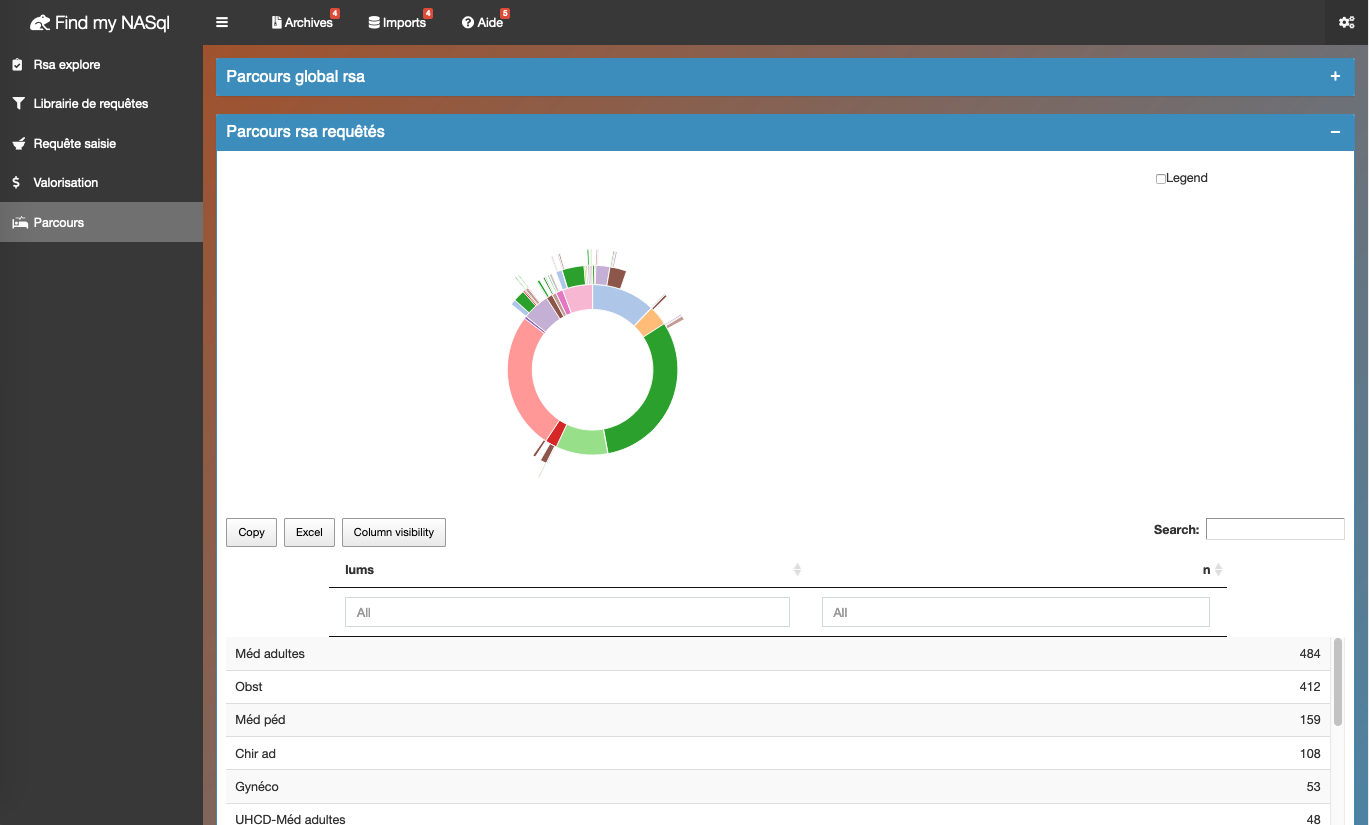 Find my NASql
Archives 4
Imports 4
Aide 5
Rsa explore
Librairie de requêtes
Requête saisie
Valorisation
Parcours
Parcours global rsa
Parcours rsa requêtés
Legend
Copy
Excel
Column visibility
Search:
lums n
All All
Méd adultes 484
Obst 412
Méd péd 159
Chir ad 108
Gynéco 53
UHCD-Méd adultes 48